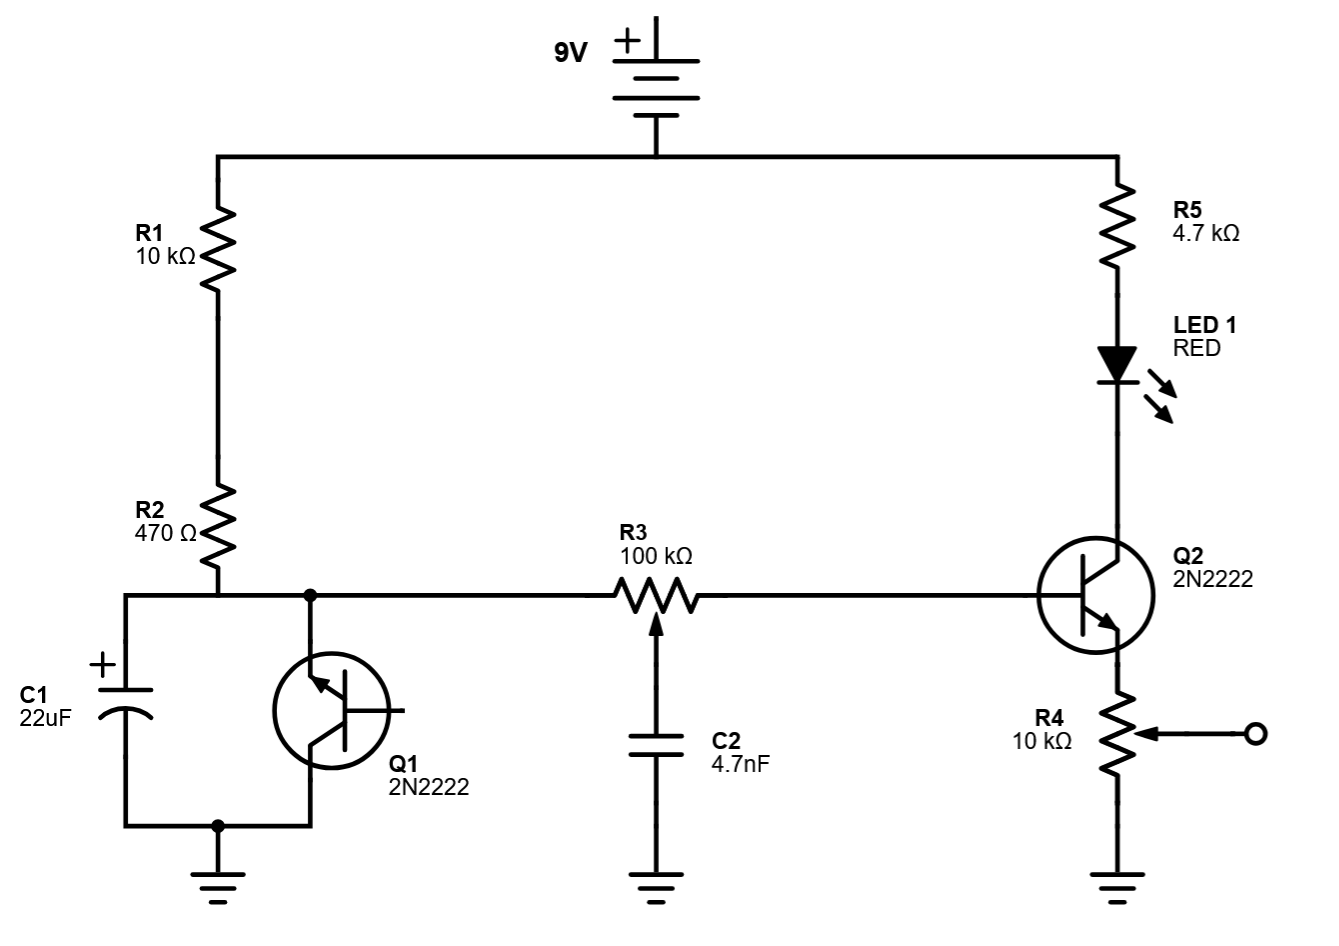 9V
+
R1
10 kΩ
R5
4.7 kΩ
LED 1
RED
R2
470 Ω
R3
100 kΩ
Q2
2N2222
+
C1
22uF
Q1
2N2222
C2
4.7nF
R4
10 kΩ